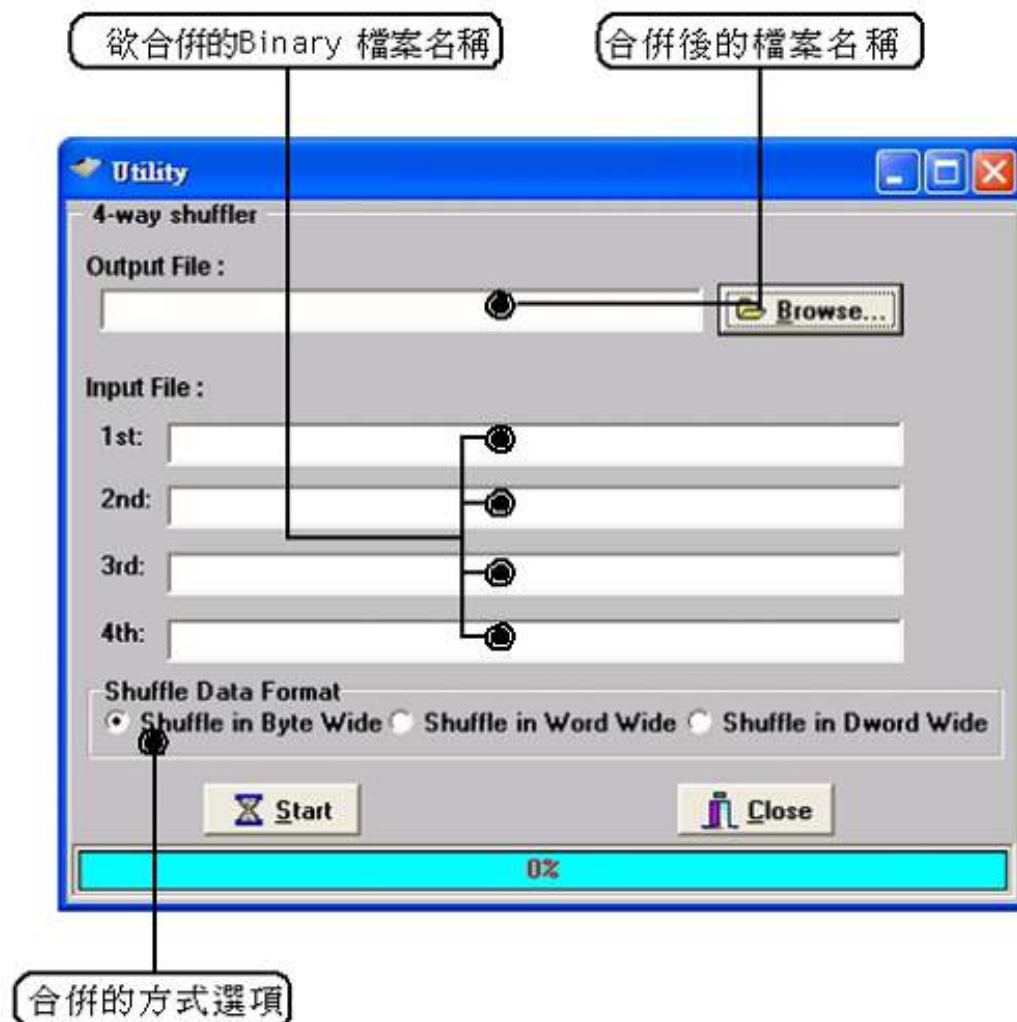 欲合倂的Binary 檔案名稱
合倂後的檔案名稱
Utility
4-way shuffler
Output File :
Browse...
Input File :
1st:
2nd:
3rd:
4th:
Shuffle Data Format
Shuffle in Byte Wide
Shuffle in Word Wide
Shuffle in Dword Wide
Start
Close
0%
合倂的方式選項